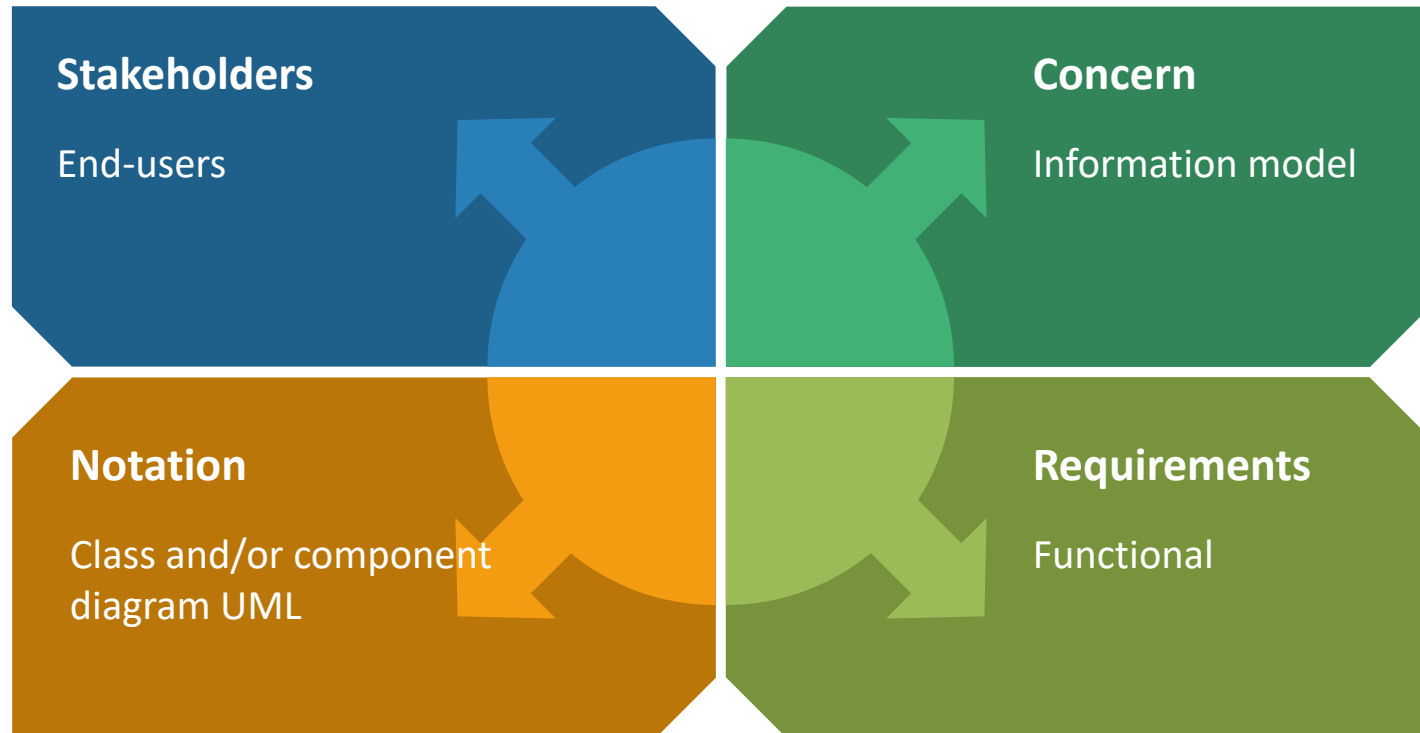 Stakeholders
End-users
Concern
Information model
Notation
Class and/or component
diagram UML
Requirements
Functional